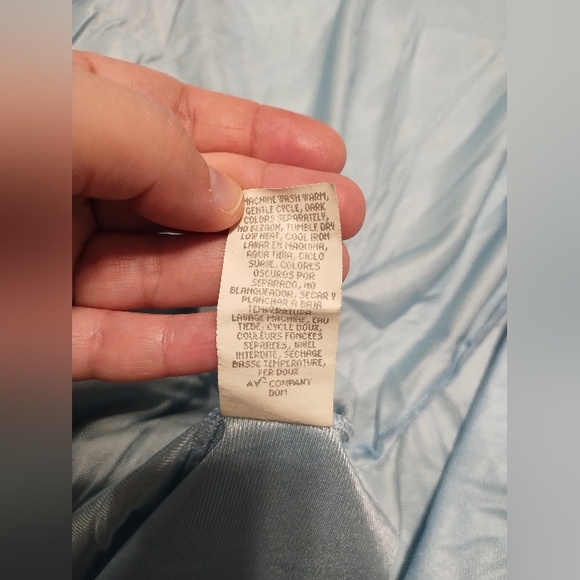 MACHINE WASH WARM,
GENTLE CYCLE, DARK
COLORS SEPARATELY,
NO BLEACH, TUMBLE DRY
LOW HEAT, COOL IRON
LAVAR EN MAQUINA,
AGUA TIBIA, CICLO
SUAVE, COLORES
OSCUROS POR
SEPARADO, NO
BLANQUEADOR, SECAR Y
PLANCHAR A BAJA
TEMPERATURA
LAVAGE MACHINE, EAU
TIEDE, CYCLE DOUX,
COULEURS FONCEES
SEPAREES, JAVEL
INTERDITE, SECHAGE
BASSE TEMPERATURE,
FER DOUX
COMPANY
DOM